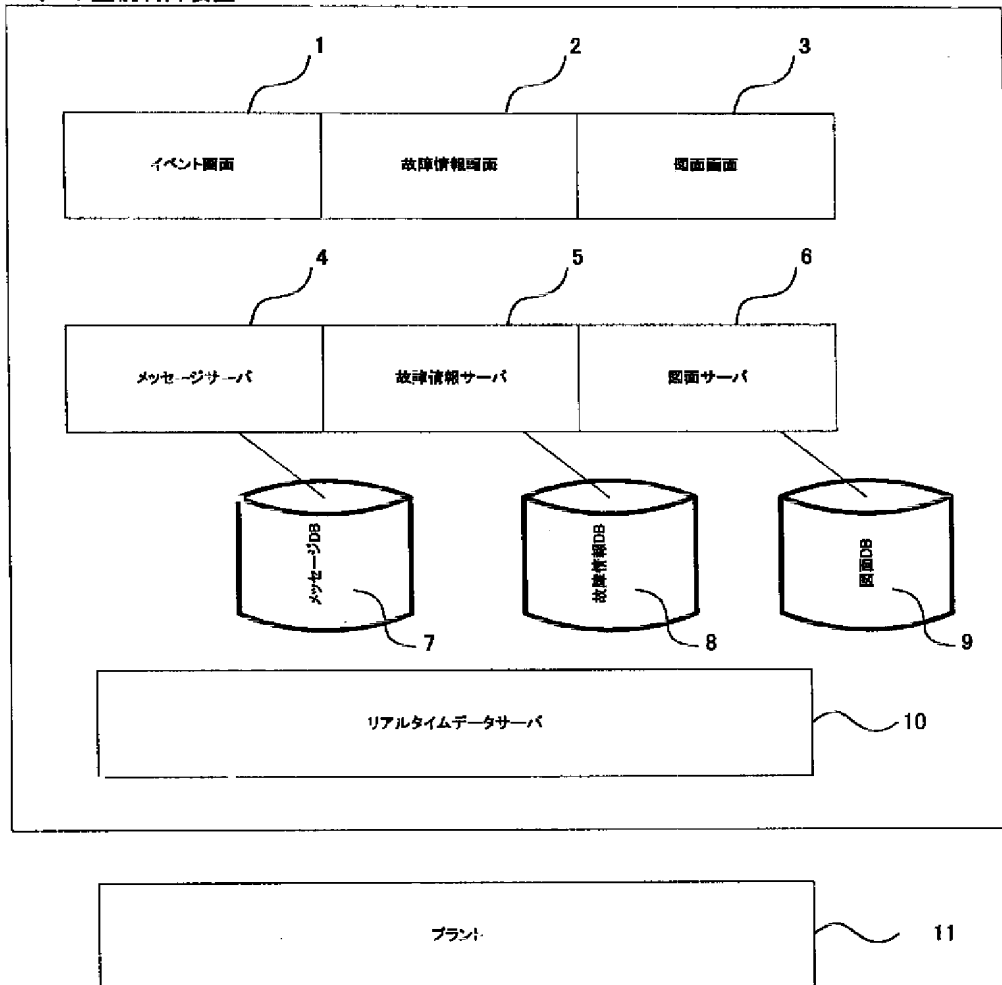 1
2
3
イベント画面
故障情報画面
図面画面
4
5
6
メッセージサーバ
故障情報サーバ
図面サーバ
メッセージDB
故障情報DB
図面DB
7
8
9
リアルタイムデータサーバ
10
プラント
11